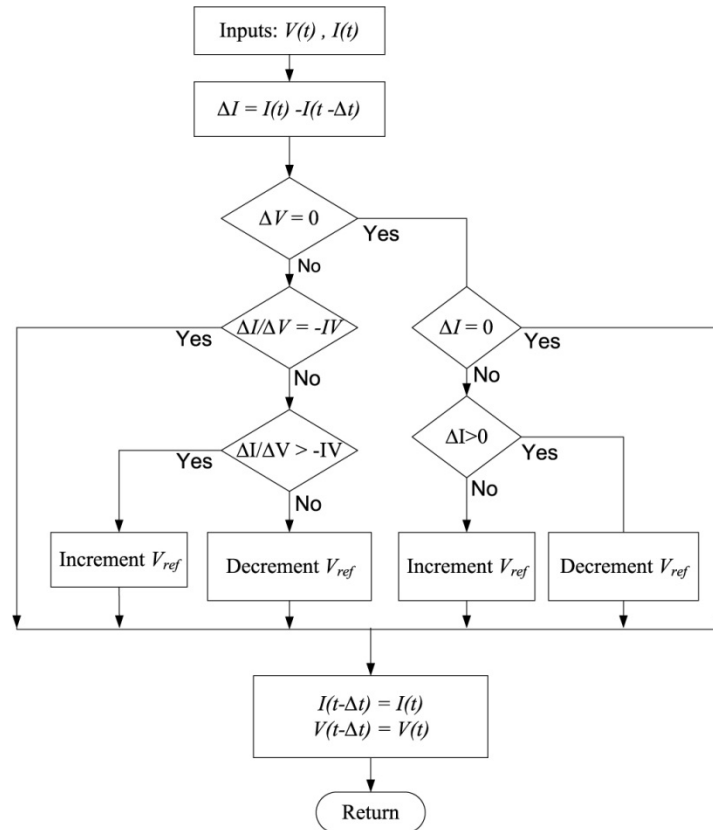 Inputs: V(t) , I(t)
ΔI = I(t) -I(t -Δt)
ΔV = 0
Yes
No
ΔI/ΔV = -IV
Yes
No
ΔI = 0
Yes
No
ΔI/ΔV > -IV
Yes
No
ΔI>0
Yes
No
Increment Vref
Decrement Vref
Increment Vref
Decrement Vref
I(t-Δt) = I(t)
V(t-Δt) = V(t)
Return